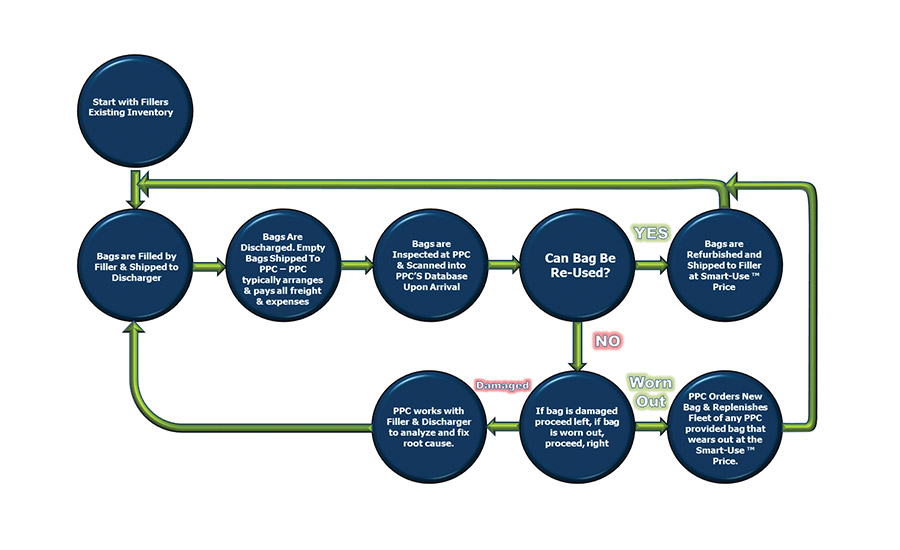 Start with Fillers
Existing Inventory
Bags are Filled by
Filler & Shipped to
Discharger
Bags Are
Discharged. Empty
Bags Shipped To
PPC – PPC
typically arranges
& pays all freight
& expenses
Bags are
Inspected at PPC
& Scanned into
PPC'S Database
Upon Arrival
Can Bag Be
Re-Used?
YES
Bags are
Refurbished and
Shipped to Filler
at Smart-Use ™
Price
NO
Damaged
Worn
Out
PPC works with
Filler & Discharger
to analyze and fix
root cause.
If bag is damaged
proceed left, if bag
is worn out,
proceed, right
PPC Orders New
Bag & Replenishes
Fleet of any PPC
provided bag that
wears out at the
Smart-Use ™
Price.